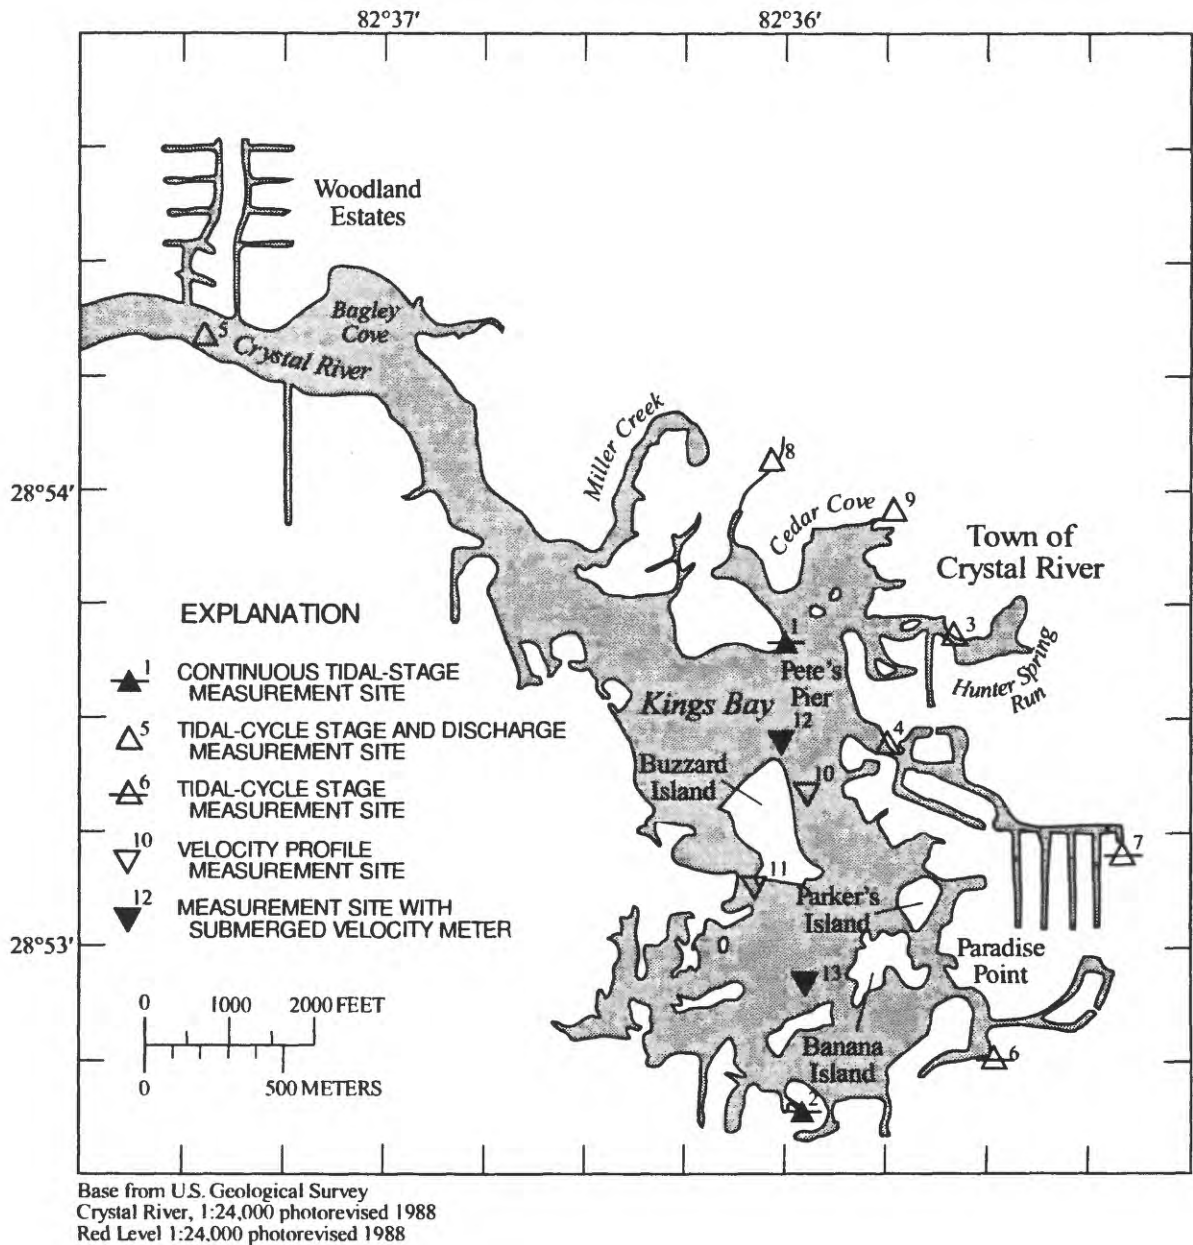 82°37′ 82°36′
Woodland
Estates
Bagley
Cove
5
Crystal River
Miller Creek
8
28°54′
Cedar Cove
9
Town of
Crystal River
EXPLANATION
1
3
Hunter Spring
Run
1 CONTINUOUS TIDAL-STAGE
MEASUREMENT SITE
Pete's
Pier
Kings Bay
12
4
5 TIDAL-CYCLE STAGE AND DISCHARGE
MEASUREMENT SITE
Buzzard
Island
10
6 TIDAL-CYCLE STAGE
MEASUREMENT SITE
7
10 VELOCITY PROFILE
MEASUREMENT SITE
11
Parker's
Island
12 MEASUREMENT SITE WITH
SUBMERGED VELOCITY METER
28°53′
Paradise
Point
13
0 1000 2000 FEET
0 500 METERS
Banana
Island
6
2
Base from U.S. Geological Survey
Crystal River, 1:24,000 photorevised 1988
Red Level 1:24,000 photorevised 1988